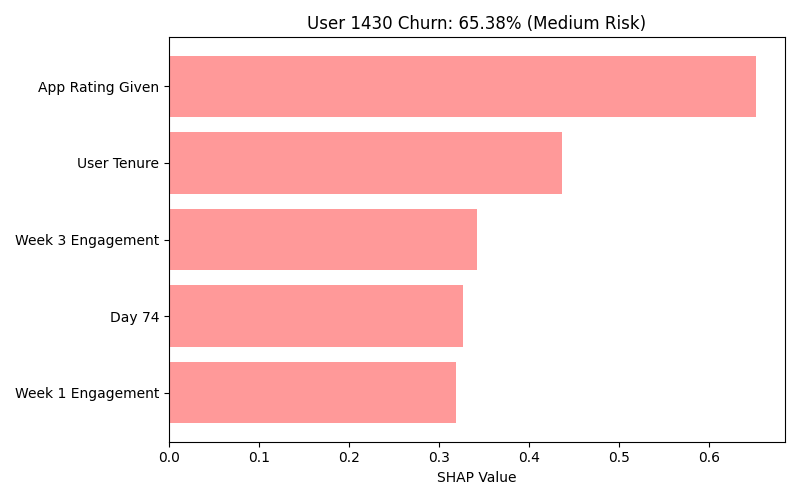 User 1430 Churn: 65.38% (Medium Risk)
App Rating Given
User Tenure
Week 3 Engagement
Day 74
Week 1 Engagement
0.0 0.1 0.2 0.3 0.4 0.5 0.6
SHAP Value